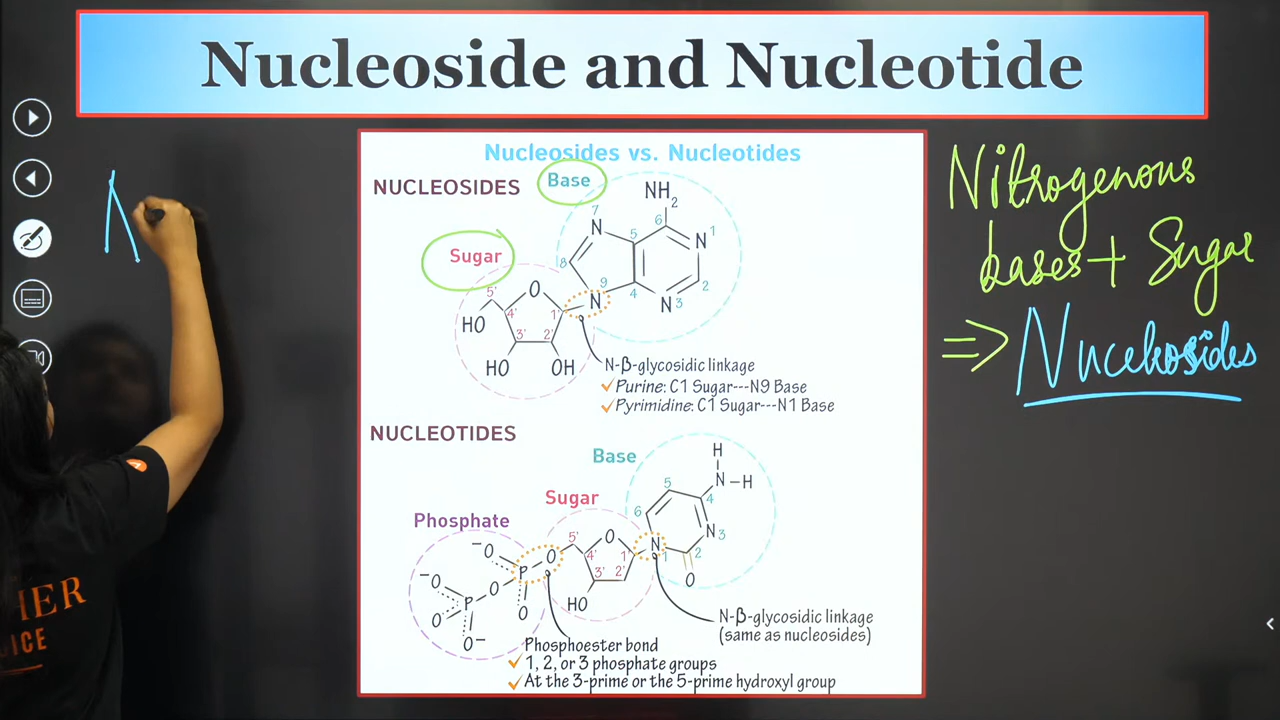 Nucleoside and Nucleotide
Nucleosides vs. Nucleotides
NUCLEOSIDES
Base
Sugar
NH2
N
N
N
N
1
2
3
4
5
6
7
8
9
O
HO
HO
OH
1'
2'
3'
4'
5'
N-β-glycosidic linkage
✓ Purine: C1 Sugar---N9 Base
✓ Pyrimidine: C1 Sugar---N1 Base
NUCLEOTIDES
Base
Sugar
Phosphate
H
N–H
N
N
O
1
2
3
4
5
6
O
HO
1'
2'
3'
4'
5'
−O
O
P
O
O
−O
O
P
O−
N-β-glycosidic linkage
(same as nucleosides)
Phosphoester bond
✓ 1, 2, or 3 phosphate groups
✓ At the 3-prime or the 5-prime hydroxyl group
Nitrogenous
bases + Sugar
=> Nuceleosides
HER
ICE